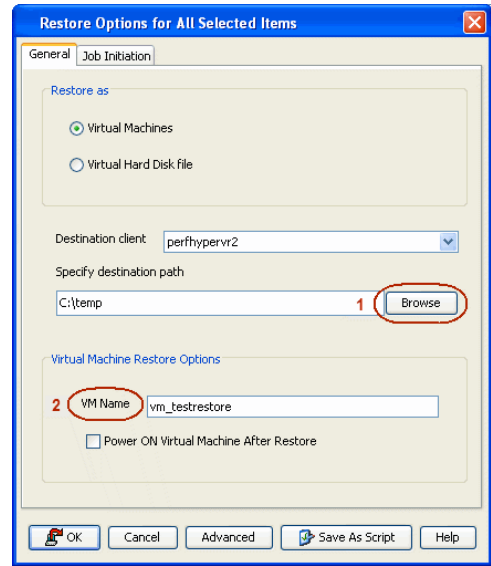 Restore Options for All Selected Items
General Job Initiation
Restore as
Virtual Machines
Virtual Hard Disk file
Destination client perfhypervr2
Specify destination path
C:\temp 1 Browse
Virtual Machine Restore Options
2 VM Name vm_testrestore
Power ON Virtual Machine After Restore
OK Cancel Advanced Save As Script Help